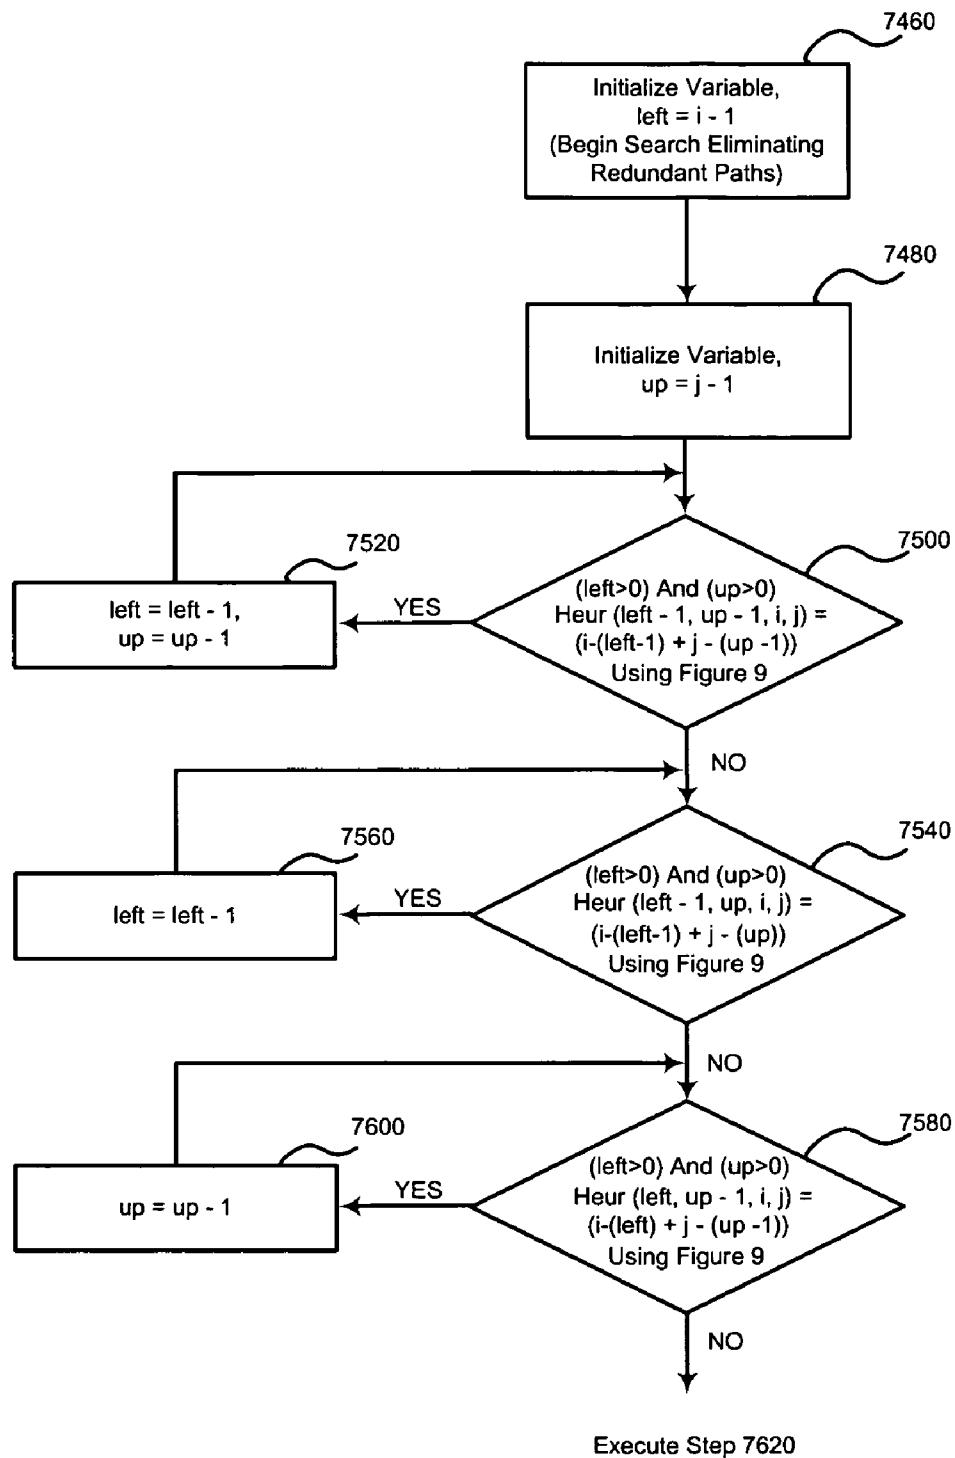 7460
Initialize Variable,
left = i - 1
(Begin Search Eliminating
Redundant Paths)
7480
Initialize Variable,
up = j - 1
7500
(left>0) And (up>0)
Heur (left - 1, up - 1, i, j) =
(i-(left-1) + j - (up -1))
Using Figure 9
YES
7520
left = left - 1,
up = up - 1
NO
7540
(left>0) And (up>0)
Heur (left - 1, up, i, j) =
(i-(left-1) + j - (up))
Using Figure 9
YES
7560
left = left - 1
NO
7580
(left>0) And (up>0)
Heur (left, up - 1, i, j) =
(i-(left) + j - (up -1))
Using Figure 9
YES
7600
up = up - 1
NO
Execute Step 7620